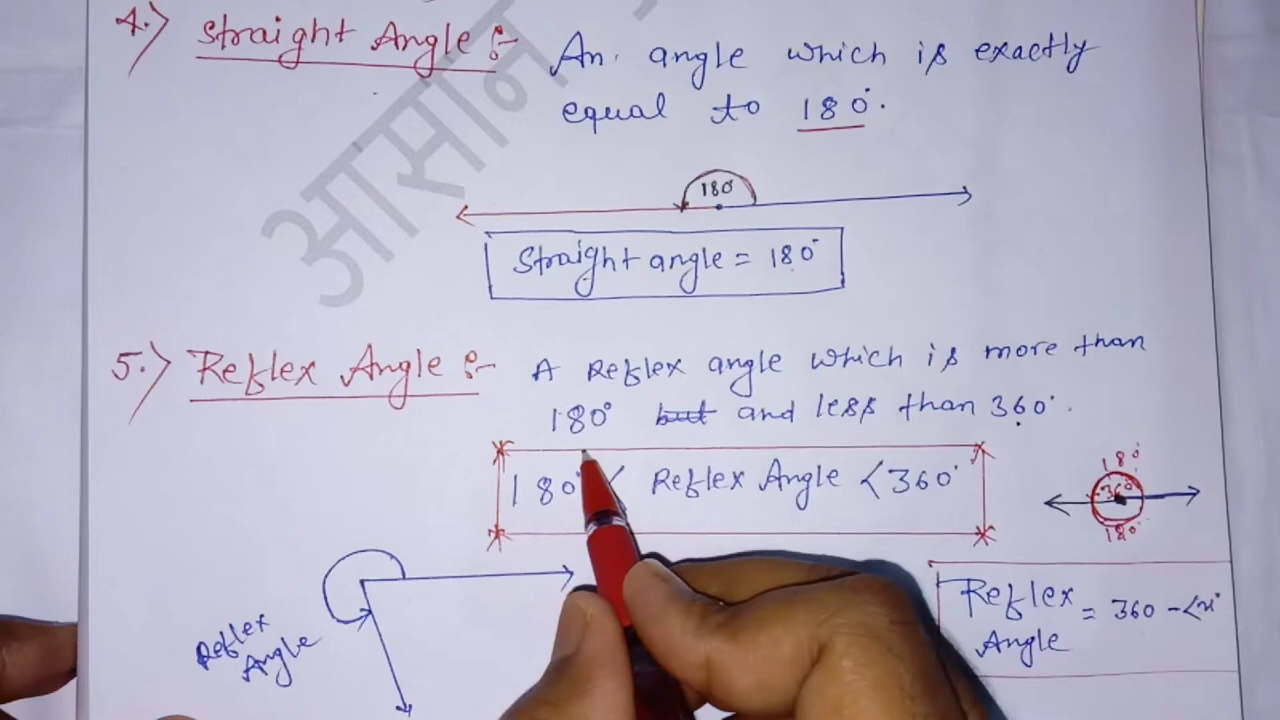 4.) Straight Angle :- An angle which is exactly
equal to 180°.
180°
Straight angle = 180°
5.) Reflex Angle :- A Reflex angle which is more than
180° but and less than 360°.
180° < Reflex Angle < 360°
180°
360°
180°
Reflex
Angle
Reflex
Angle = 360 - <x°
आसान